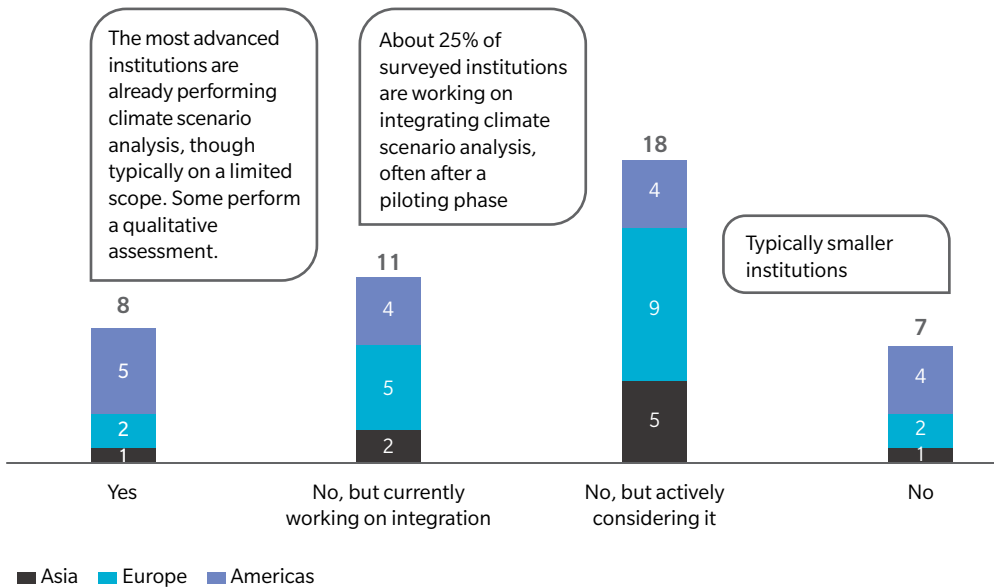 The most advanced
institutions are
already performing
climate scenario
analysis, though
typically on a limited
scope. Some perform
a qualitative
assessment.
About 25% of
surveyed institutions
are working on
integrating climate
scenario analysis,
often after a
piloting phase
Typically smaller
institutions
8
5
2
1
11
4
5
2
18
4
9
5
7
4
2
1
Yes
No, but currently
working on integration
No, but actively
considering it
No
Asia Europe Americas